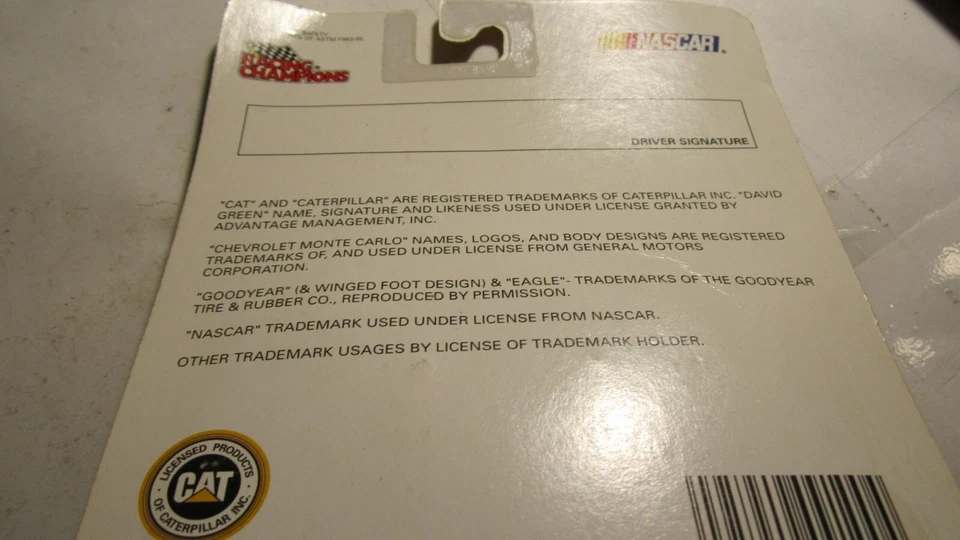 SAFETY
OF ASTM F963-
RACING
CHAMPIONS
NASCAR
DRIVER SIGNATURE
"CAT" AND "CATERPILLAR" ARE REGISTERED TRADEMARKS OF CATERPILLAR INC. "DAVID
GREEN" NAME, SIGNATURE AND LIKENESS USED UNDER LICENSE GRANTED BY
ADVANTAGE MANAGEMENT, INC.
"CHEVROLET MONTE CARLO" NAMES, LOGOS, AND BODY DESIGNS ARE REGISTERED
TRADEMARKS OF, AND USED UNDER LICENSE FROM GENERAL MOTORS
CORPORATION.
"GOODYEAR" (& WINGED FOOT DESIGN) & "EAGLE"- TRADEMARKS OF THE GOODYEAR
TIRE & RUBBER CO., REPRODUCED BY PERMISSION.
"NASCAR" TRADEMARK USED UNDER LICENSE FROM NASCAR.
OTHER TRADEMARK USAGES BY LICENSE OF TRADEMARK HOLDER.
LICENSED PRODUCTS
CAT
· OF CATERPILLAR INC. ·